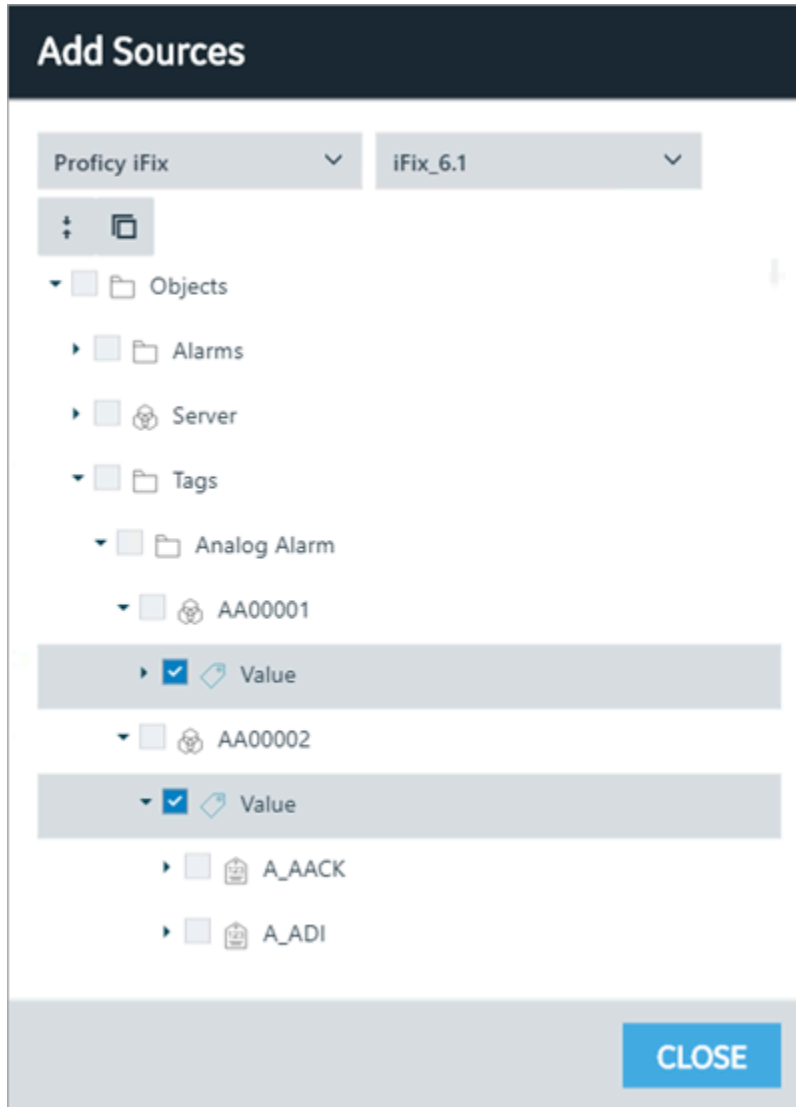 Add Sources
Proficy iFix iFix_6.1
Objects
Alarms
Server
Tags
Analog Alarm
AA00001
Value
AA00002
Value
A_AACK
A_ADI
CLOSE